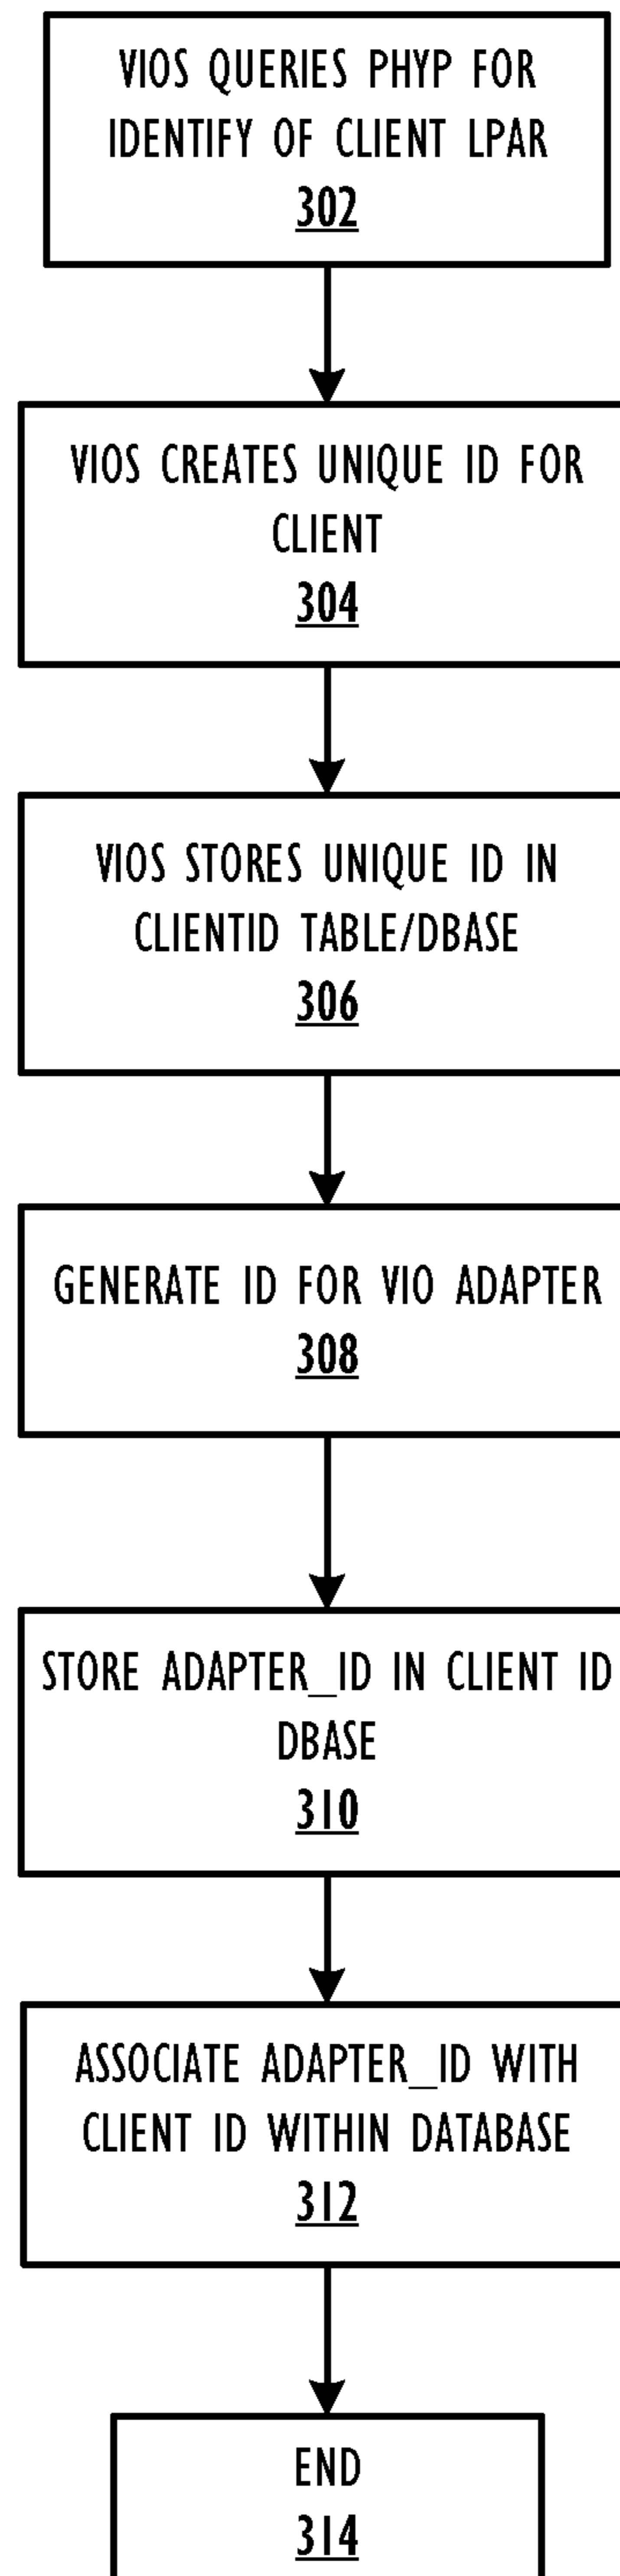 VIOS QUERIES PHYP FOR
IDENTIFY OF CLIENT LPAR
302
VIOS CREATES UNIQUE ID FOR
CLIENT
304
VIOS STORES UNIQUE ID IN
CLIENTID TABLE/DBASE
306
GENERATE ID FOR VIO ADAPTER
308
STORE ADAPTER_ID IN CLIENT ID
DBASE
310
ASSOCIATE ADAPTER_ID WITH
CLIENT ID WITHIN DATABASE
312
END
314